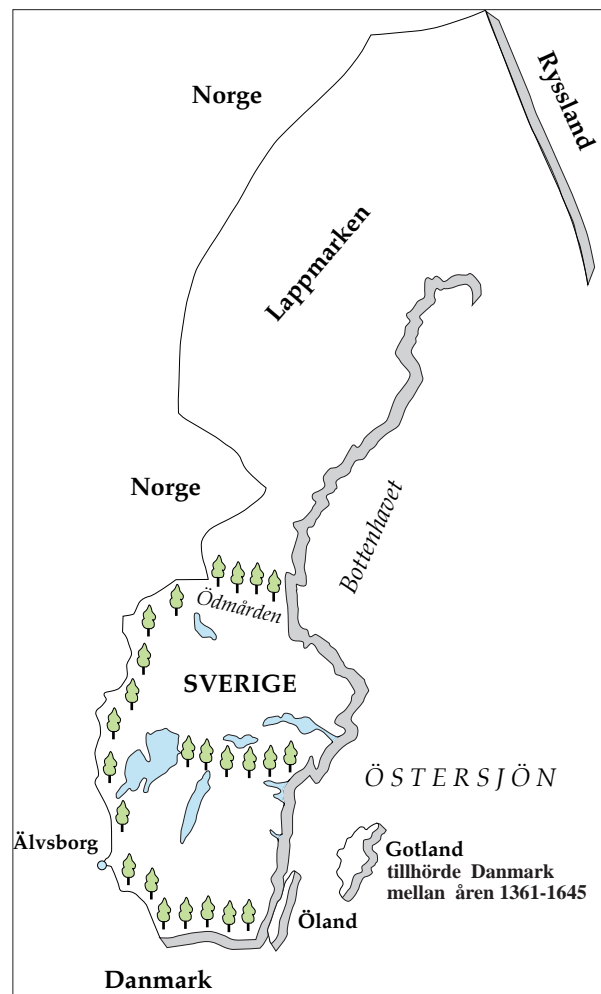 Norge
Ryssland
Lappmarken
Norge
Bottenhavet
Ödmården
SVERIGE
ÖSTERSJÖN
Älvsborg
Gotland
tillhörde Danmark
mellan åren 1361-1645
Öland
Danmark